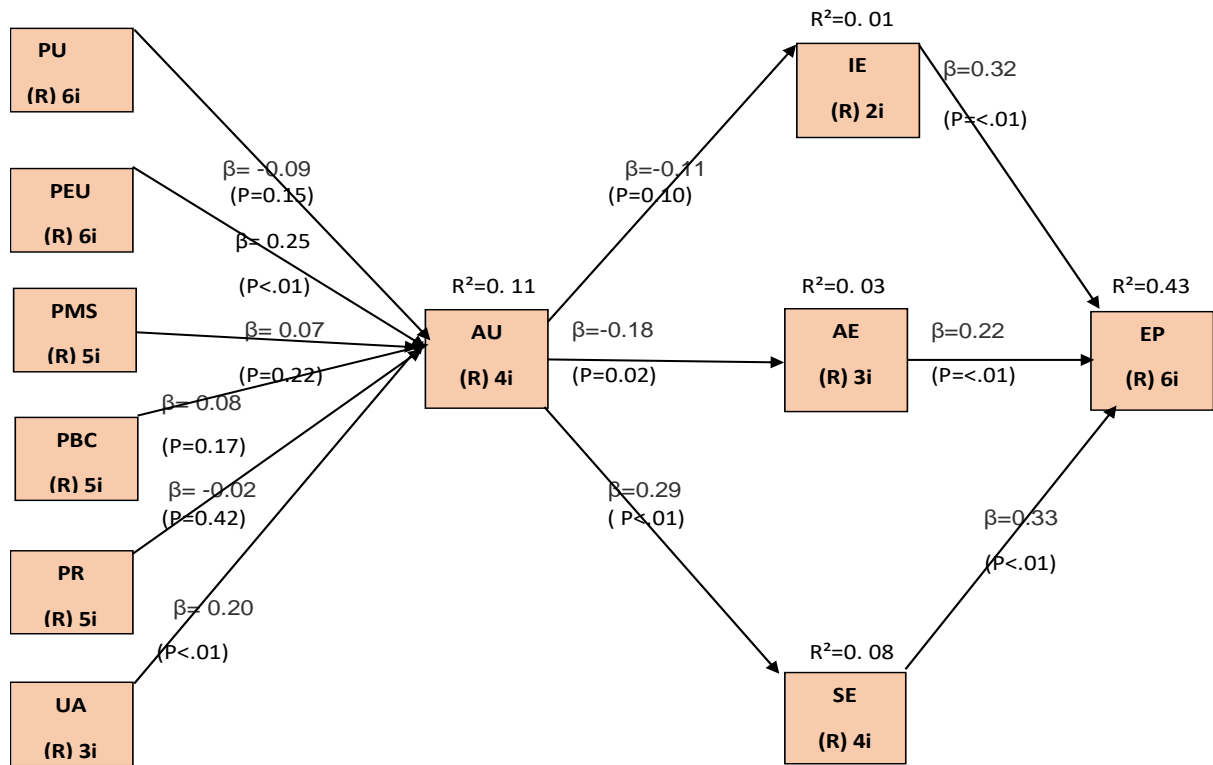 PU
(R) 6i
β= -0.09
(P=0.15)
PEU
(R) 6i
β= 0.25
(P<.01)
PMS
(R) 5i
β= 0.07
(P=0.22)
PBC
(R) 5i
β= 0.08
(P=0.17)
PR
(R) 5i
β= -0.02
(P=0.42)
UA
(R) 3i
β= 0.20
(P<.01)
R²=0. 11
AU
(R) 4i
β=-0.11
(P=0.10)
β=-0.18
(P=0.02)
β=0.29
( P<.01)
R²=0. 01
IE
(R) 2i
β=0.32
(P=<.01)
R²=0. 03
AE
(R) 3i
β=0.22
(P=<.01)
R²=0. 08
SE
(R) 4i
β=0.33
(P<.01)
R²=0.43
EP
(R) 6i